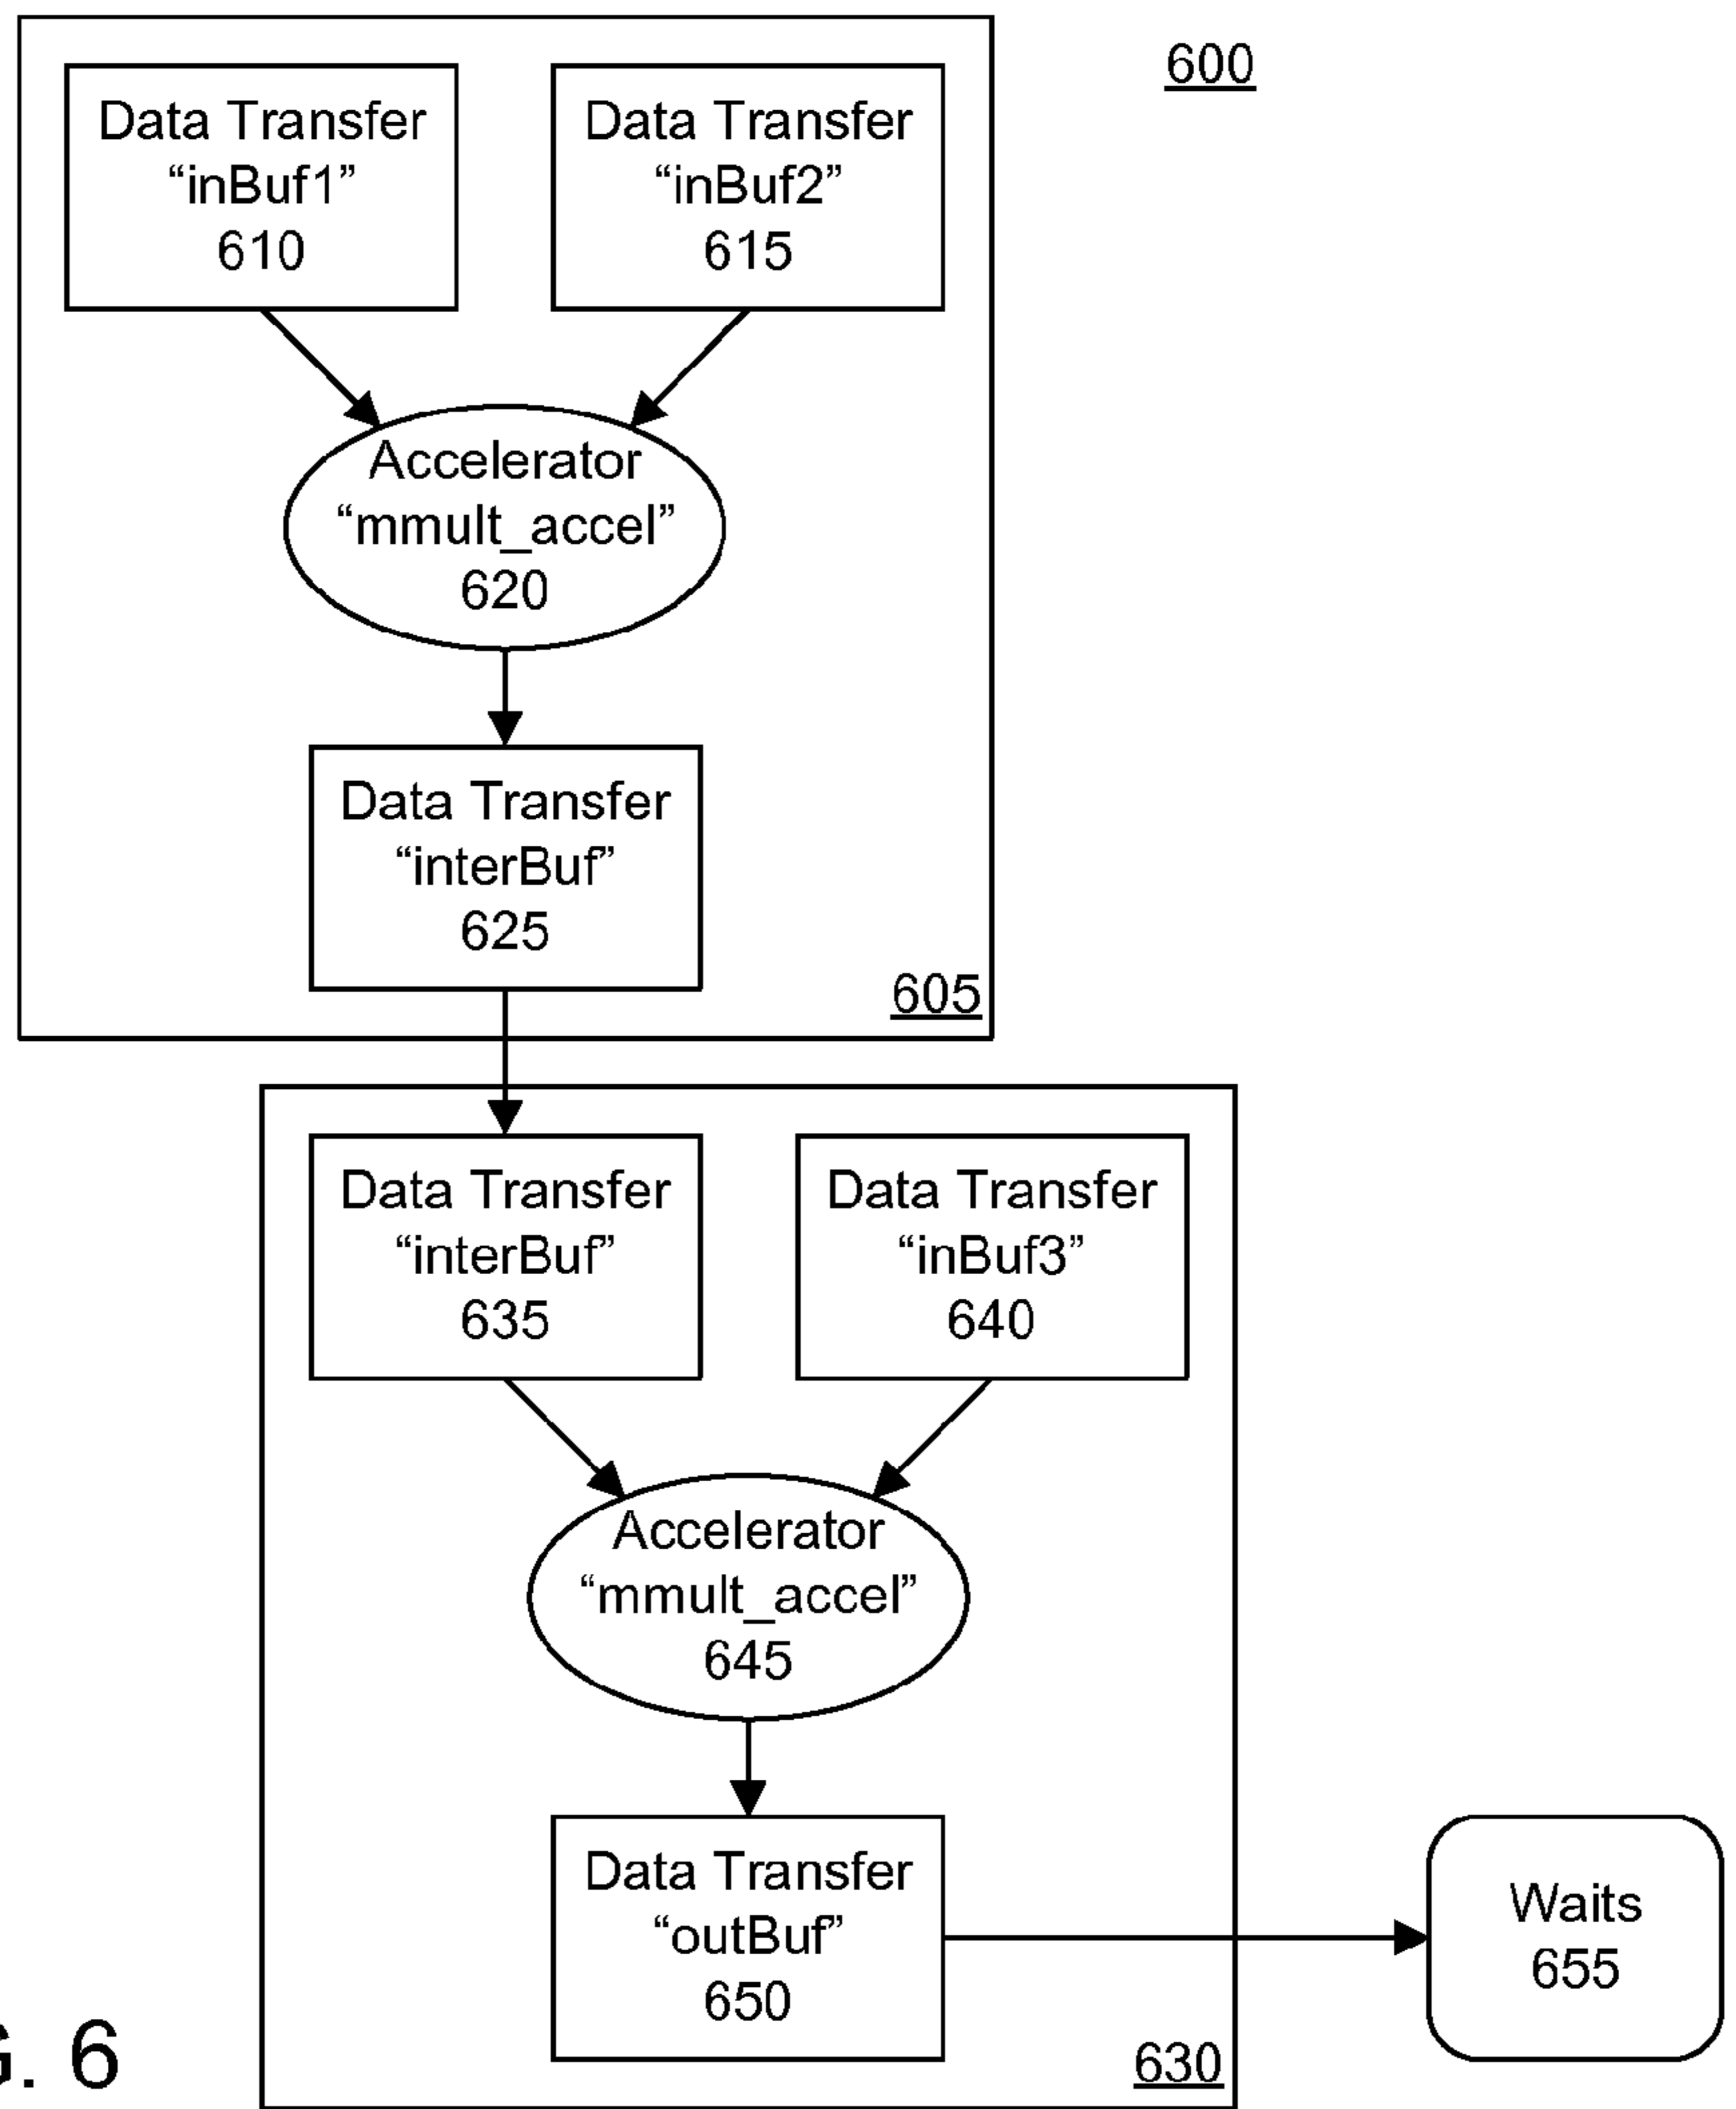 600
Data Transfer
“inBuf1”
610
Data Transfer
“inBuf2”
615
Accelerator
“mmult_accel”
620
Data Transfer
“interBuf”
625
605
Data Transfer
“interBuf”
635
Data Transfer
“inBuf3”
640
Accelerator
“mmult_accel”
645
Data Transfer
“outBuf”
650
Waits
655
630
G. 6